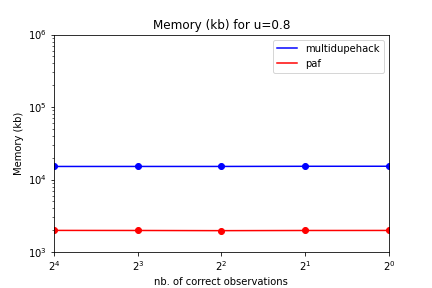 Memory (kb) for u=0.8
multidupehack
paf
Memory (kb)
10^6
10^5
10^4
10^3
2^4 2^3 2^2 2^1 2^0
nb. of correct observations